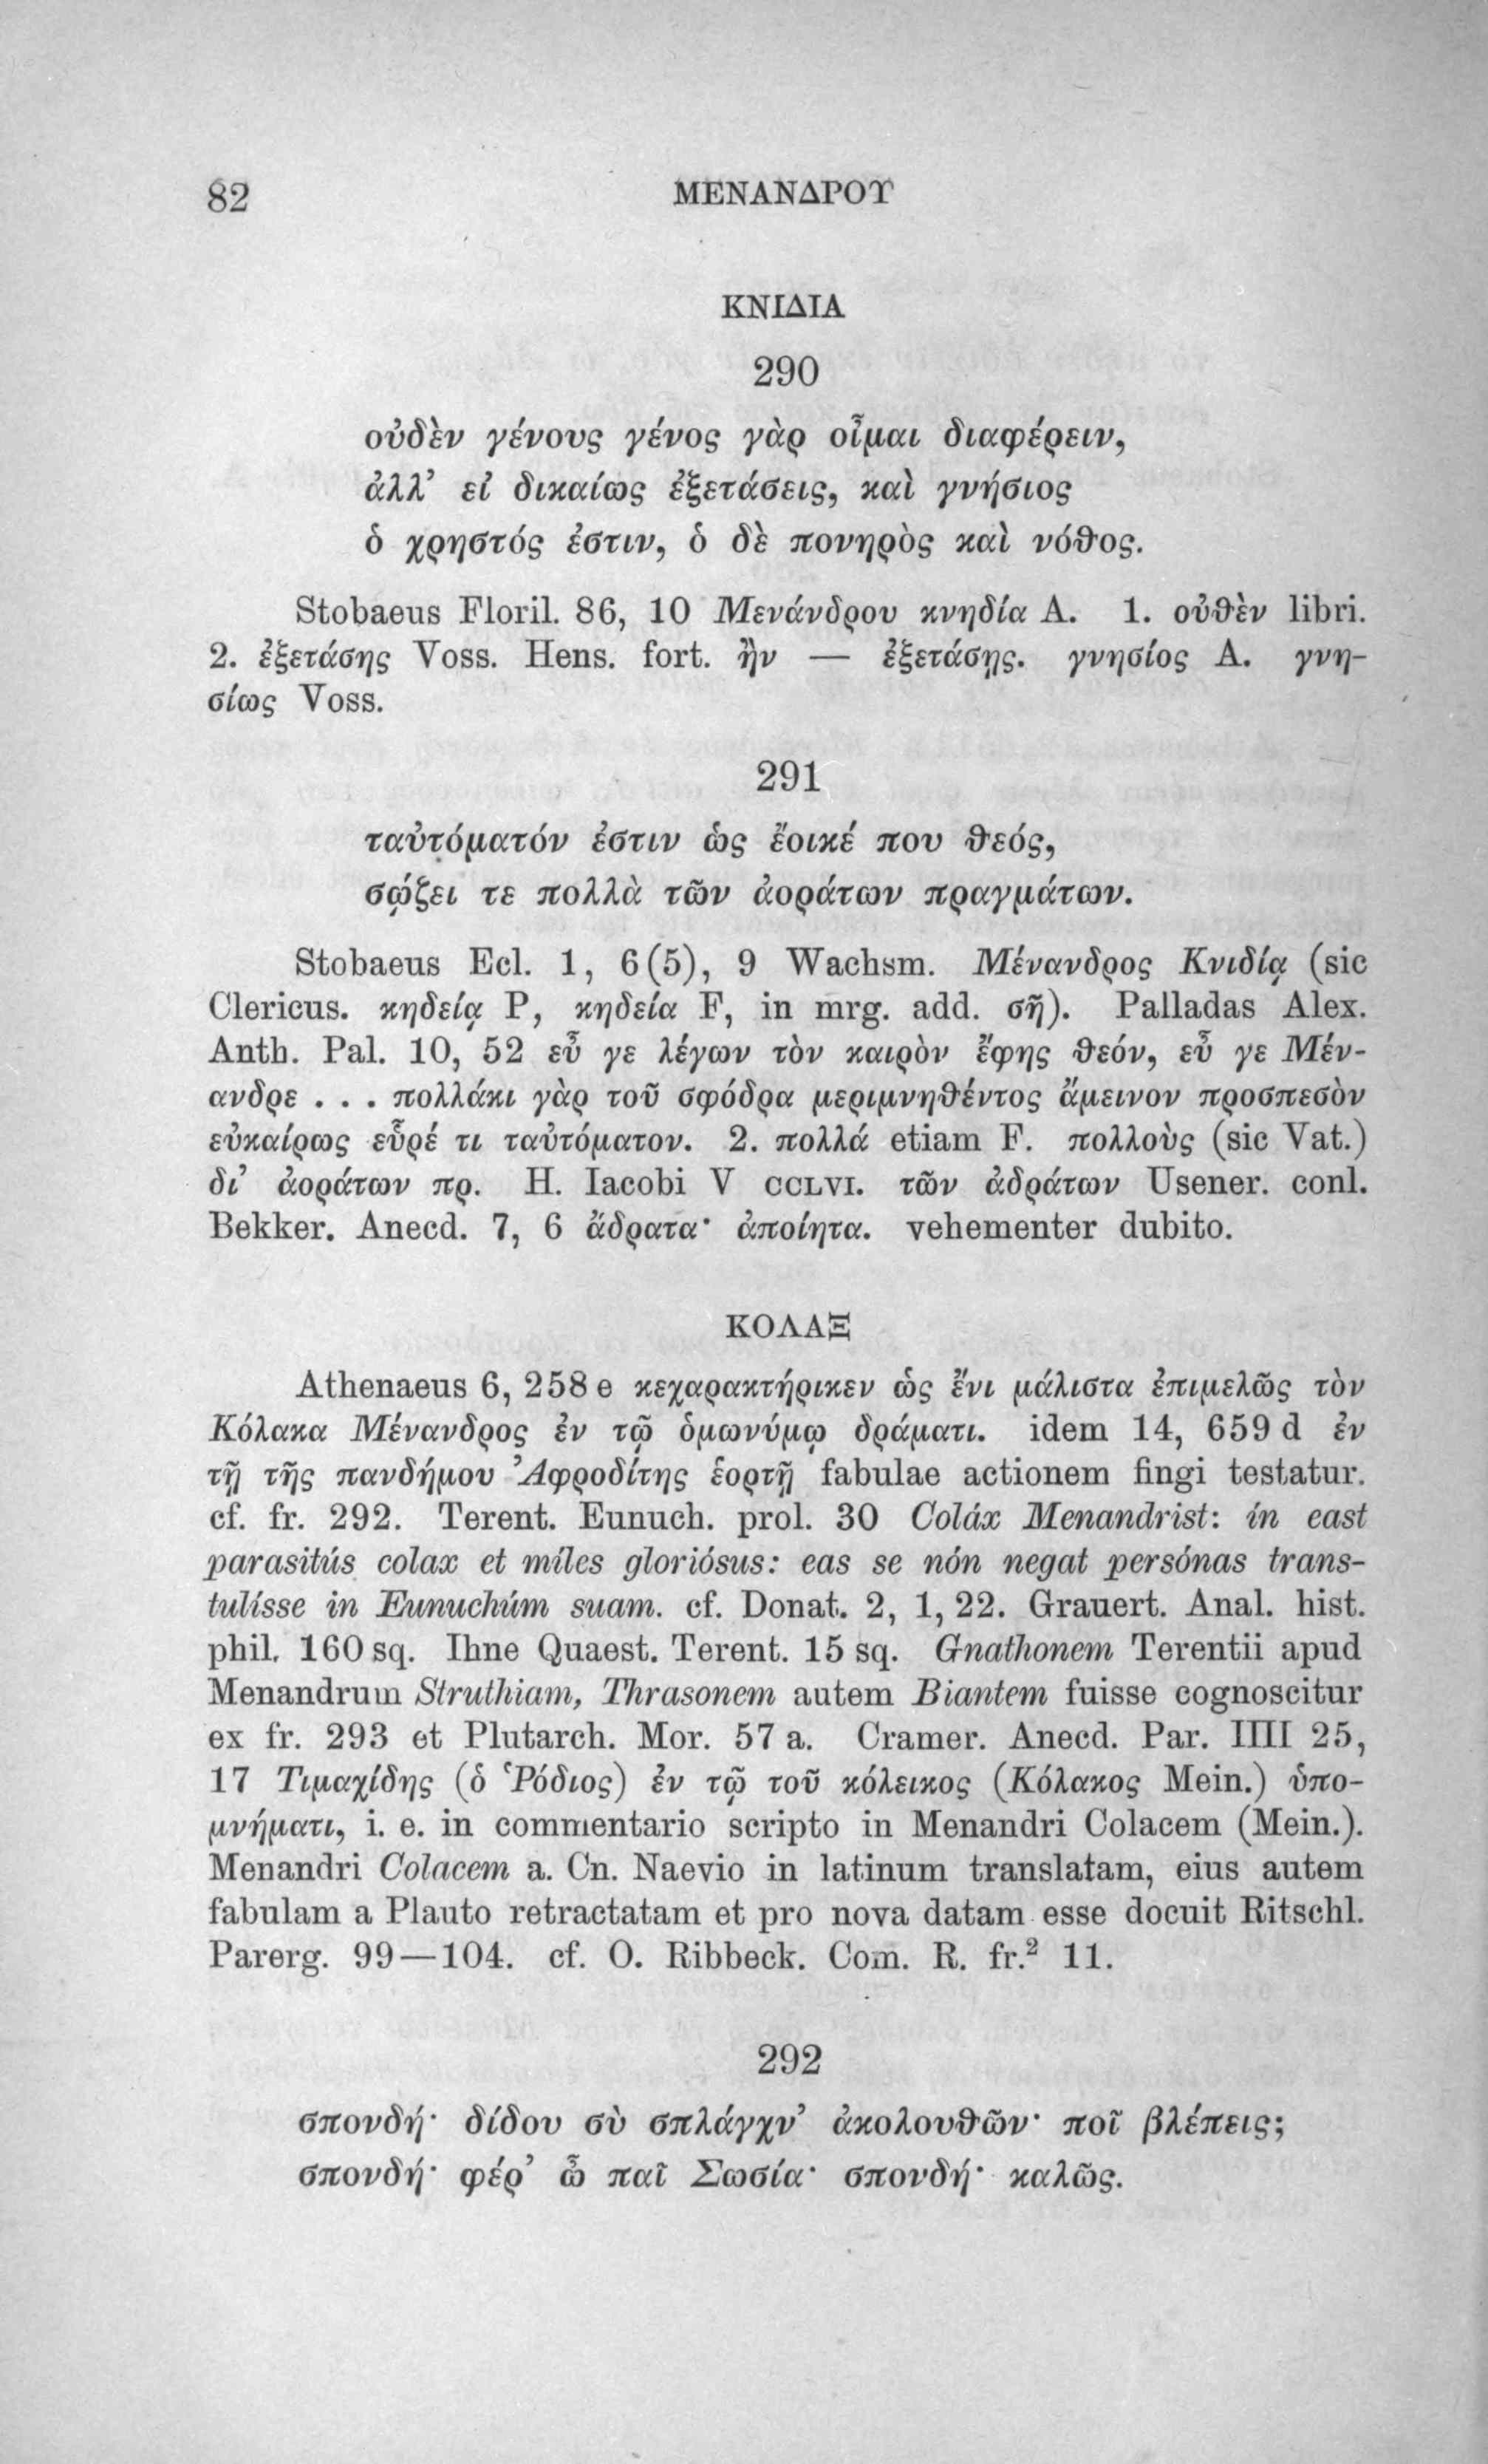 82
ΜΕΝΑΝΔΡΟΥ
ΚΝΙΔΙΑ
290
οὐδὲν γένους γένος γὰρ οἶμαι διαφέρειν,
ἀλλ’ εἰ δικαίως ἐξετάσεις, καὶ γνήσιος
ὁ χρηστός ἐστιν, ὁ δὲ πονηρὸς καὶ νόθος.
Stobaeus Floril. 86, 10 Μενάνδρου κνηδία A. 1. οὐθὲν libri.
2. ἐξετάσης Voss. Hens. fort. ἢν — ἐξετάσῃς. γνησίος A. γνη-
σίως Voss.
291
ταὐτόματόν ἐστιν ὡς ἔοικέ που θεός,
σῴζει τε πολλὰ τῶν ἀοράτων πραγμάτων.
Stobaeus Ecl. 1, 6(5), 9 Wachsm. Μένανδρος Κνιδίᾳ (sic
Clericus. κηδείᾳ P, κηδεία F, in mrg. add. σῆ). Palladas Alex.
Anth. Pal. 10, 52 εὖ γε λέγων τὸν καιρὸν ἔφης θεόν, εὖ γε Μέν-
ανδρε . . . πολλάκι γὰρ τοῦ σφόδρα μεριμνηθέντος ἄμεινον προσπεσὸν
εὐκαίρως εὗρέ τι ταὐτόματον. 2. πολλά etiam F. πολλοὺς (sic Vat.)
δι’ ἀοράτων πρ. H. Iacobi V CCLVI. τῶν ἀδράτων Usener. conl.
Bekker. Anecd. 7, 6 ἄδρατα· ἀποίητα. vehementer dubito.
ΚΟΛΑΞ
Athenaeus 6, 258 e κεχαρακτήρικεν ὡς ἔνι μάλιστα ἐπιμελῶς τὸν
Κόλακα Μένανδρος ἐν τῷ ὁμωνύμῳ δράματι. idem 14, 659 d ἐν
τῇ τῆς πανδήμου Ἀφροδίτης ἑορτῇ fabulae actionem fingi testatur.
cf. fr. 292. Terent. Eunuch. prol. 30 Coláx Menandrist: ín east
parasitús colax et míles gloriósus: eas se nón negat persónas trans-
tulísse in Eunuchúm suam. cf. Donat. 2, 1, 22. Grauert. Anal. hist.
phil. 160 sq. Ihne Quaest. Terent. 15 sq. Gnathonem Terentii apud
Menandrum Struthiam, Thrasonem autem Biantem fuisse cognoscitur
ex fr. 293 et Plutarch. Mor. 57 a. Cramer. Anecd. Par. IIII 25,
17 Τιμαχίδης (ὁ Ῥόδιος) ἐν τῷ τοῦ κόλεικος (Κόλακος Mein.) ὑπο-
μνήματι, i. e. in commentario scripto in Menandri Colacem (Mein.).
Menandri Colacem a. Cn. Naevio in latinum translatam, eius autem
fabulam a Plauto retractatam et pro nova datam esse docuit Ritschl.
Parerg. 99—104. cf. O. Ribbeck. Com. R. fr.² 11.
292
σπονδή· δίδου σὺ σπλάγχν’ ἀκολουθῶν· ποῖ βλέπεις;
σπονδή· φέρ’ ὦ παῖ Σωσία· σπονδή· καλῶς.